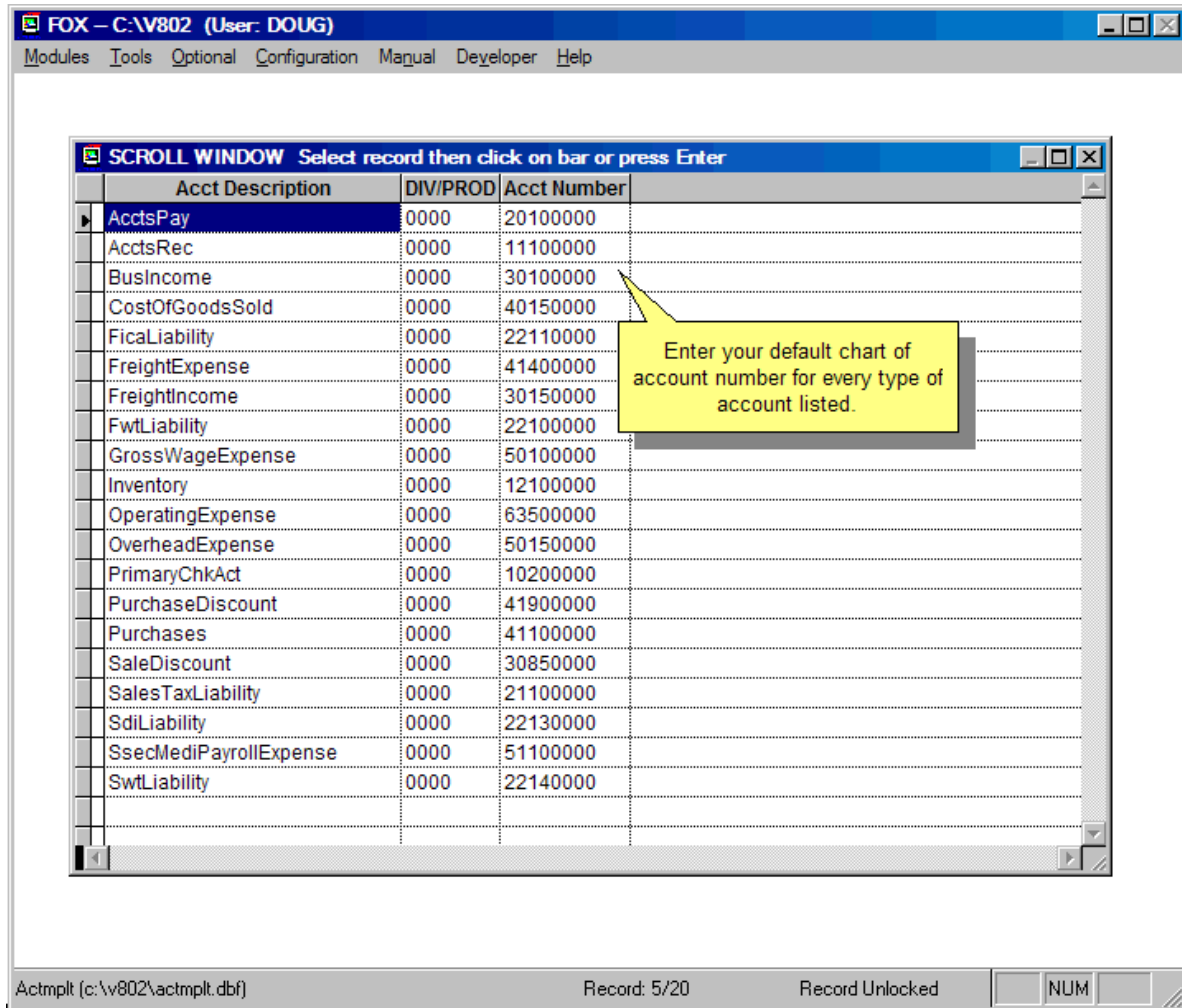 FOX – C:\V802 (User: DOUG)
Modules Tools Optional Configuration Manual Developer Help
SCROLL WINDOW Select record then click on bar or press Enter
Acct Description DIV/PROD Acct Number
AcctsPay 0000 20100000
AcctsRec 0000 11100000
BusIncome 0000 30100000
CostOfGoodsSold 0000 40150000
FicaLiability 0000 22110000
FreightExpense 0000 41400000
FreightIncome 0000 30150000
FwtLiability 0000 22100000
GrossWageExpense 0000 50100000
Inventory 0000 12100000
OperatingExpense 0000 63500000
OverheadExpense 0000 50150000
PrimaryChkAct 0000 10200000
PurchaseDiscount 0000 41900000
Purchases 0000 41100000
SaleDiscount 0000 30850000
SalesTaxLiability 0000 21100000
SdiLiability 0000 22130000
SsecMediPayrollExpense 0000 51100000
SwtLiability 0000 22140000
Enter your default chart of
account number for every type of
account listed.
Actmplt (c:\v802\actmplt.dbf) Record: 5/20 Record Unlocked NUM